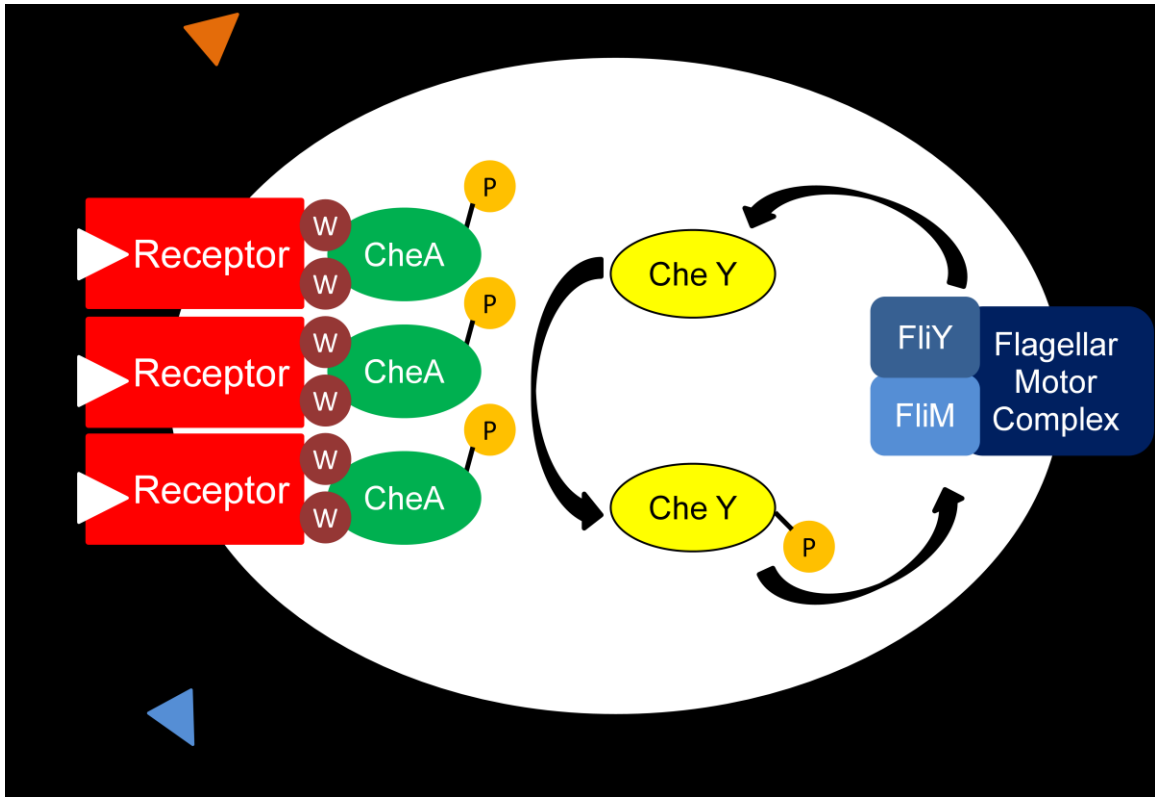 P
W
Receptor
CheA
W
Che Y
P
W
Receptor
CheA
W
FliY
FliM
Flagellar
Motor
Complex
P
W
Receptor
CheA
W
Che Y
P